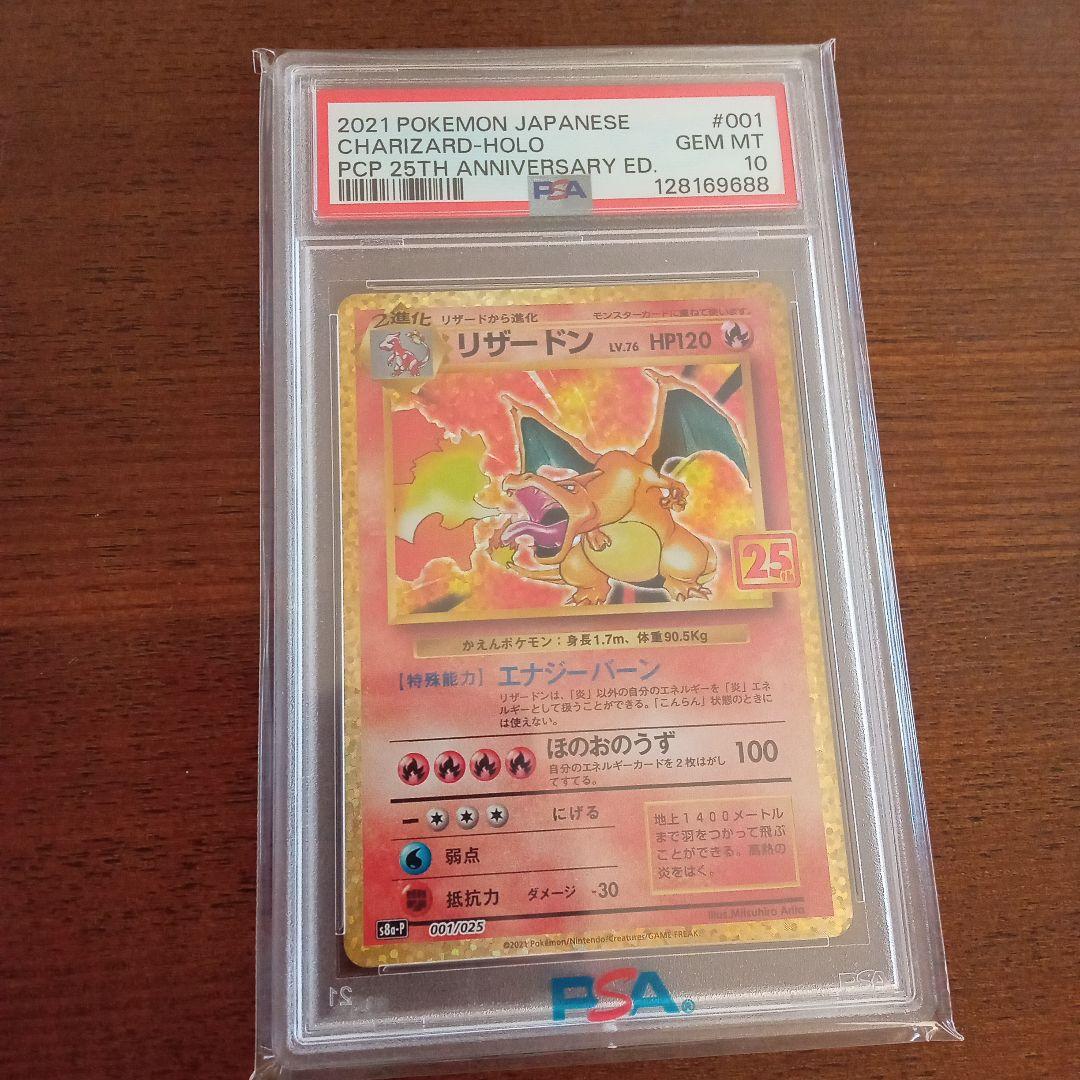 2021 POKEMON JAPANESE #001
CHARIZARD-HOLO GEM MT
PCP 25TH ANNIVERSARY ED. 10
PSA 128169688
2進化 リザードから進化 モンスターカードに重ねて使います。
リザードン LV.76 HP120
25
かえんポケモン：身長1.7m、体重90.5Kg
【特殊能力】エナジーバーン
リザードンは、「炎」以外の自分のエネルギーを「炎」エネ
ルギーとして扱うことができる。「こんらん」状態のときに
は使えない。
ほのおのうず 100
自分のエネルギーカードを2枚はがし
てすてる。
にげる
弱点
抵抗力 ダメージ -30
地上1400メートル
まで羽をつかって飛ぶ
ことができる。高熱の
炎をはく。
Illus.Mitsuhiro Arita
s8a-P 001/025
©2021 Pokémon/Nintendo/Creatures/GAME FREAK
PSA®
PSA
21